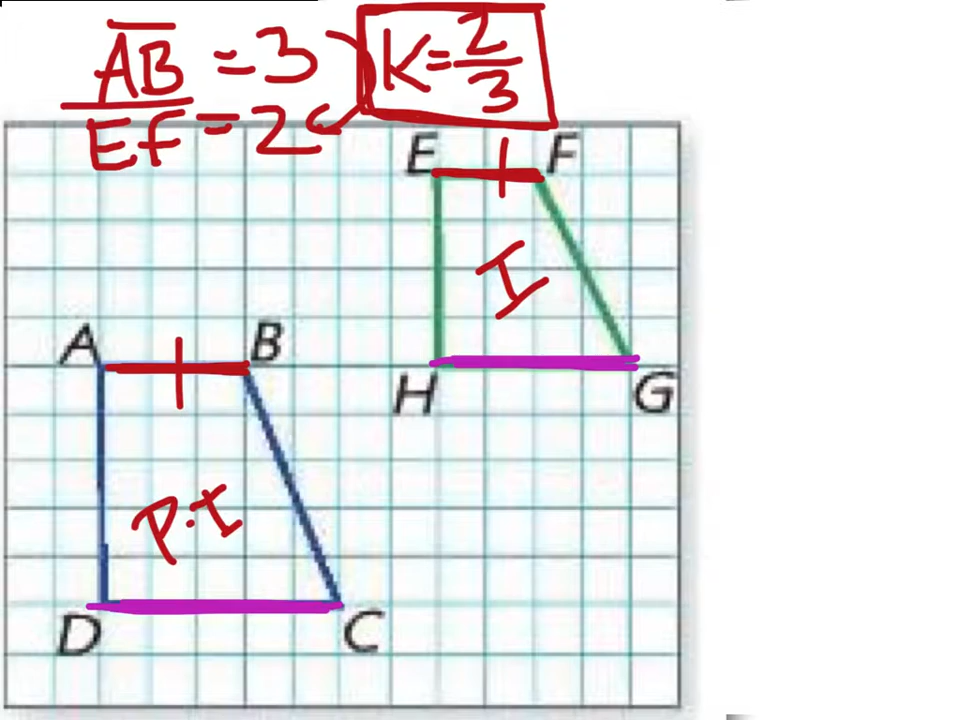 AB = 3
EF = 2
K = 2/3
E F
I
A B
H G
P.I
D C